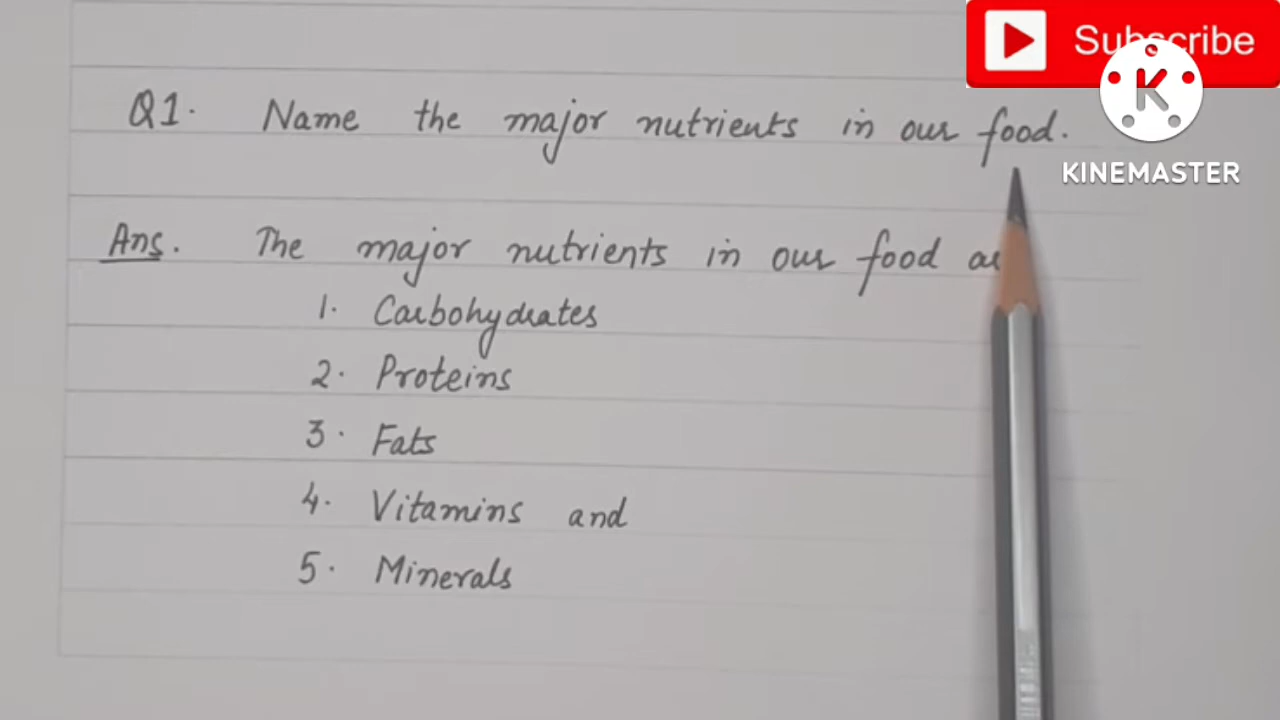 Subscribe
KINEMASTER
Q1. Name the major nutrients in our food.
Ans. The major nutrients in our food
1. Carbohydrates
2. Proteins
3. Fats
4. Vitamins and
5. Minerals